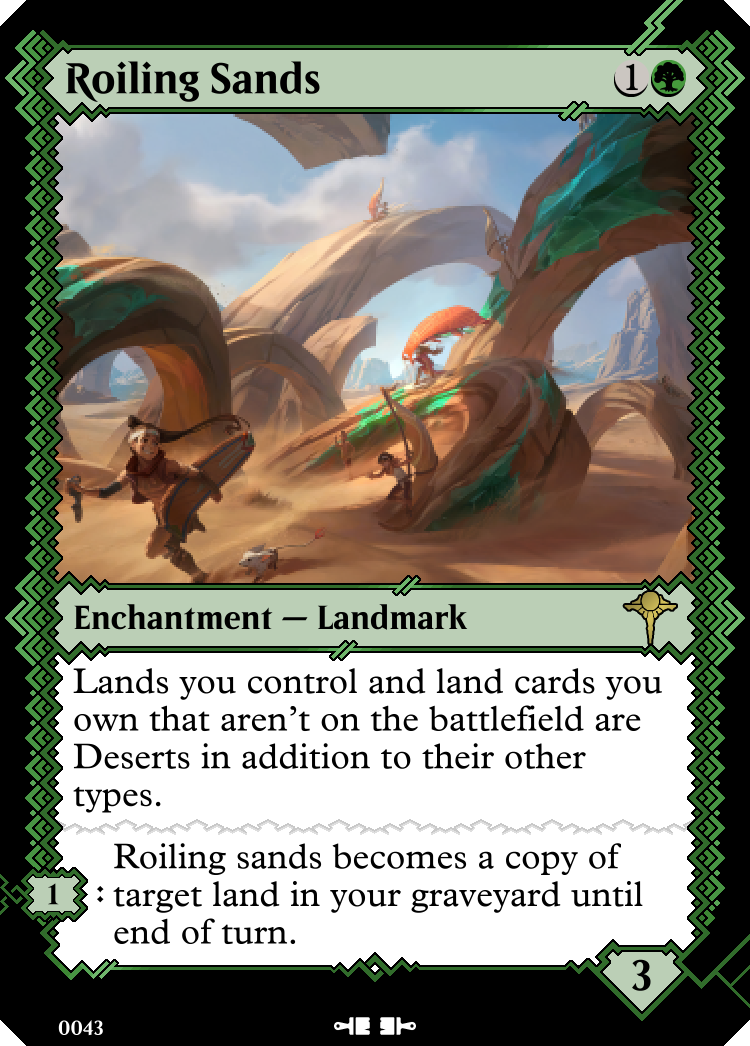 Roiling Sands 1
Enchantment — Landmark
Lands you control and land cards you
own that aren't on the battlefield are
Deserts in addition to their other
types.
Roiling sands becomes a copy of
1 : target land in your graveyard until
end of turn.
3
0043